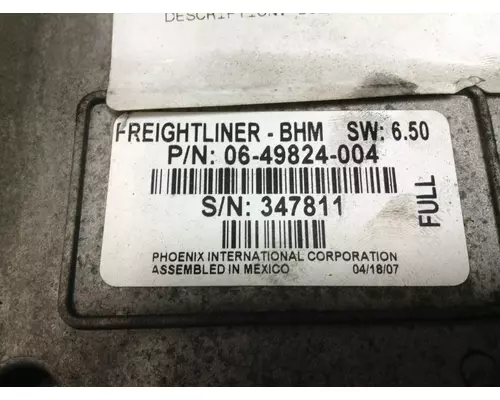 DESCRIPTION:
FREIGHTLINER - BHM SW: 6.50
P/N: 06-49824-004
S/N: 347811
FULL
PHOENIX INTERNATIONAL CORPORATION
ASSEMBLED IN MEXICO 04/18/07